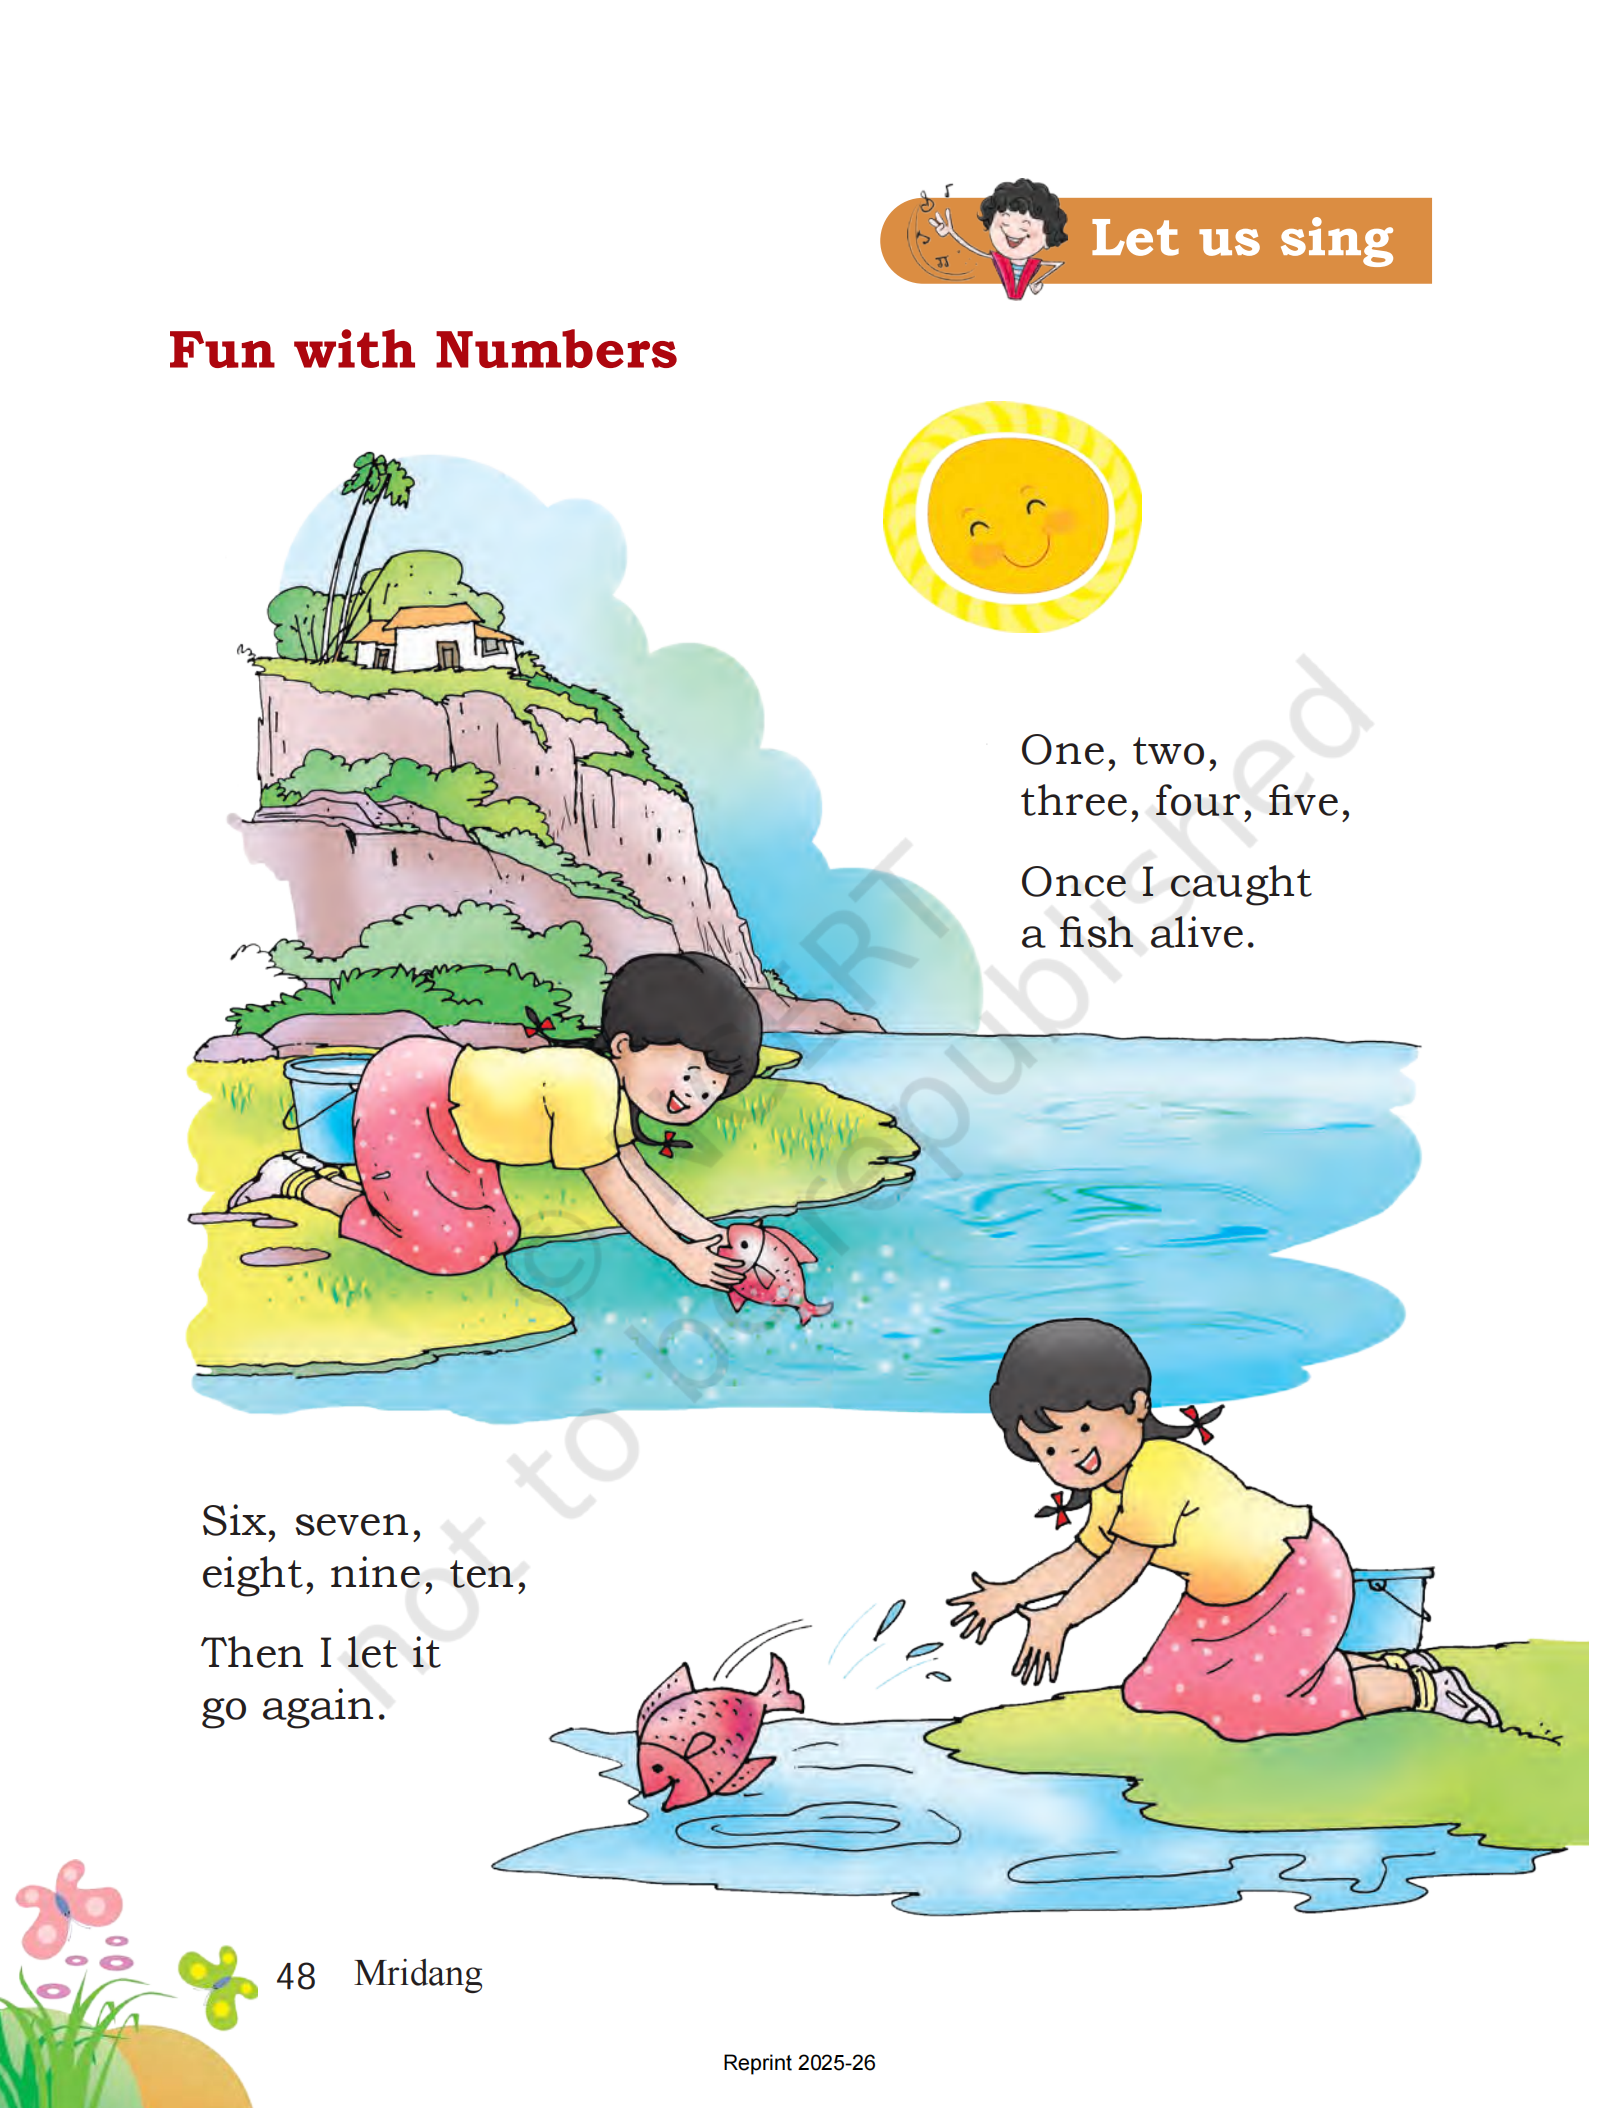 Let us sing
Fun with Numbers
One, two,
three, four, five,
Once I caught
a fish alive.
Six, seven,
eight, nine, ten,
Then I let it
go again.
© NCERT
not to be republished
48 Mridang
Reprint 2025-26